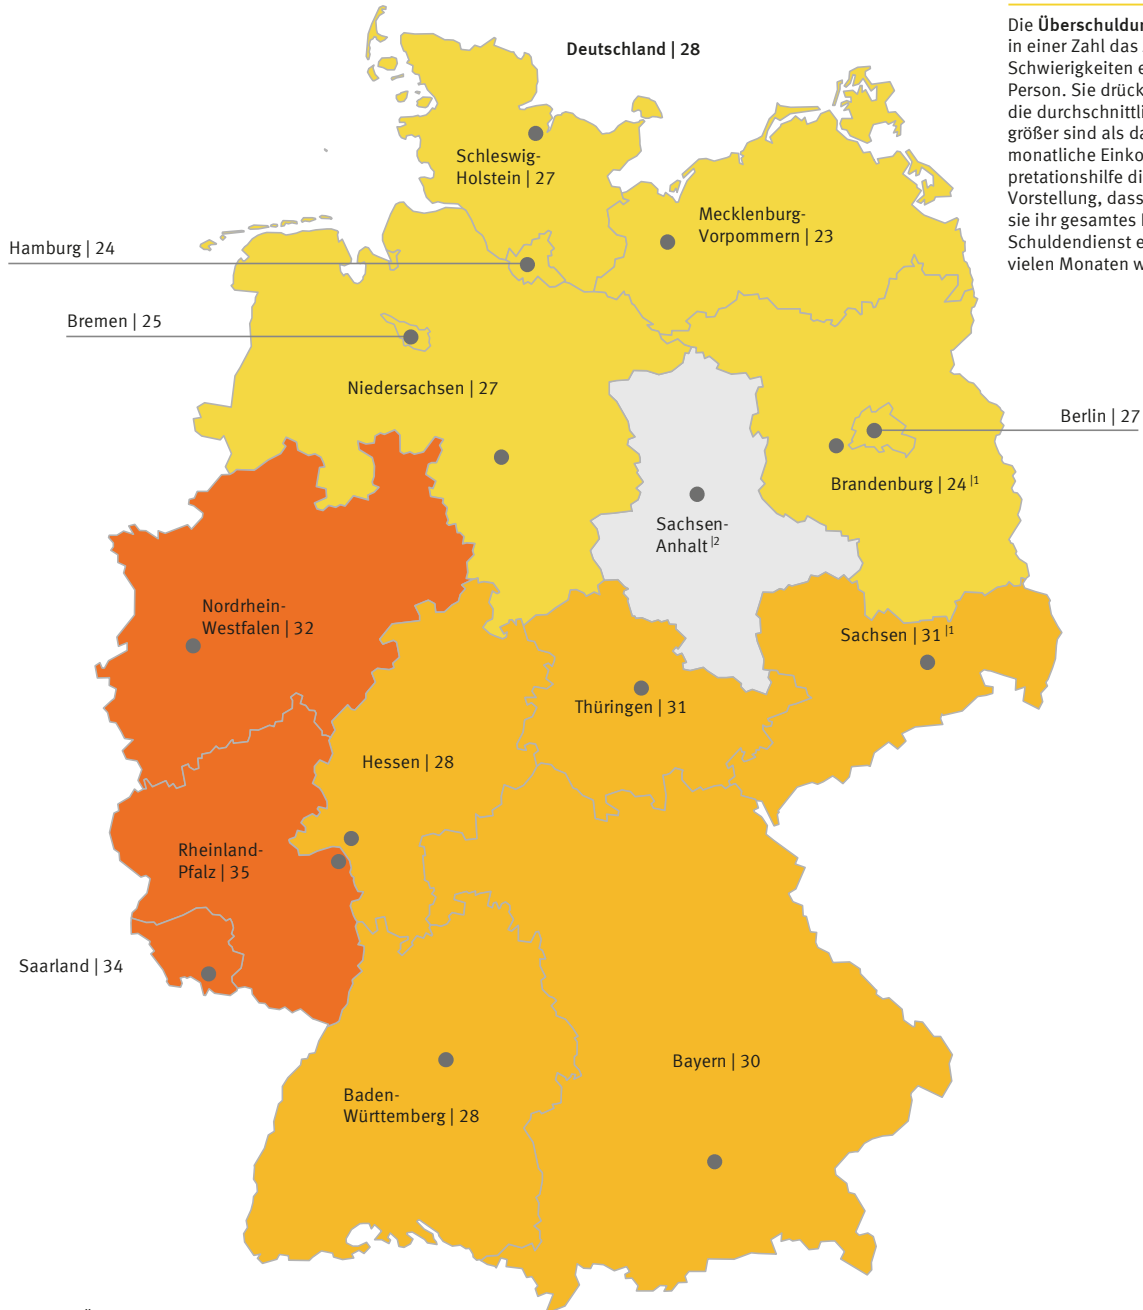 Deutschland | 28
Die Überschuldun
in einer Zahl das
Schwierigkeiten e
Person. Sie drück
die durchschnittli
größer sind als da
monatliche Einko
pretationshilfe di
Vorstellung, dass
sie ihr gesamtes
Schuldendienst e
vielen Monaten w
Schleswig-
Holstein | 27
Mecklenburg-
Vorpommern | 23
Hamburg | 24
Bremen | 25
Niedersachsen | 27
Berlin | 27
Brandenburg | 24 |1
Sachsen-
Anhalt |2
Nordrhein-
Westfalen | 32
Sachsen | 31 |1
Thüringen | 31
Hessen | 28
Rheinland-
Pfalz | 35
Saarland | 34
Bayern | 30
Baden-
Württemberg | 28